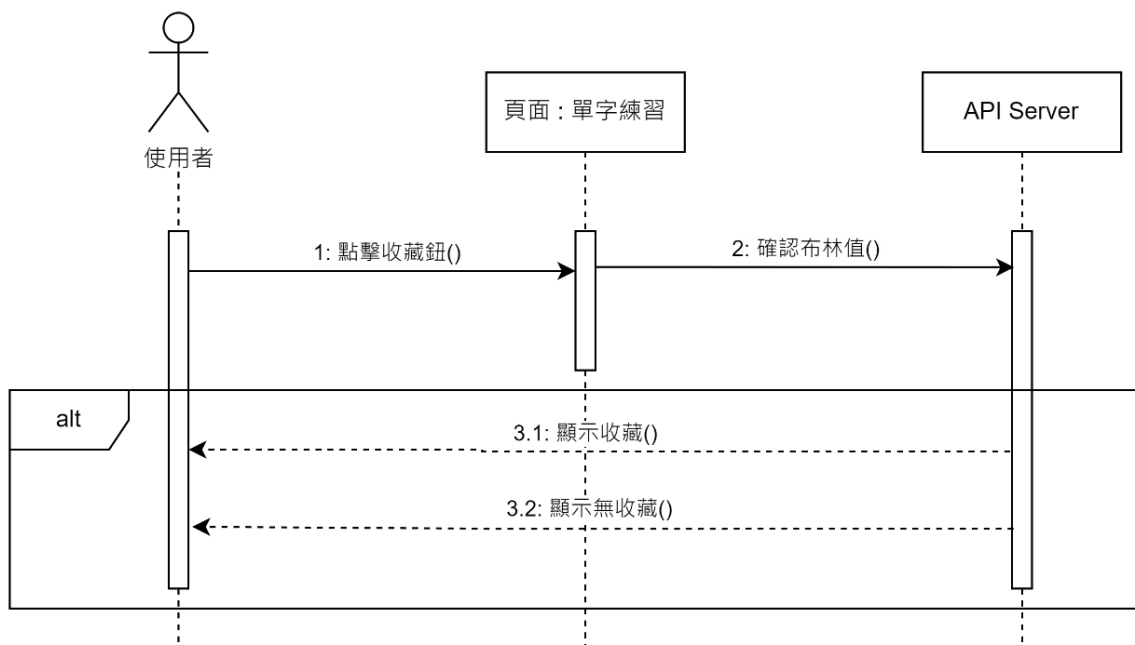 使用者
頁面 : 單字練習
API Server
1: 點擊收藏鈕()
2: 確認布林值()
alt
3.1: 顯示收藏()
3.2: 顯示無收藏()